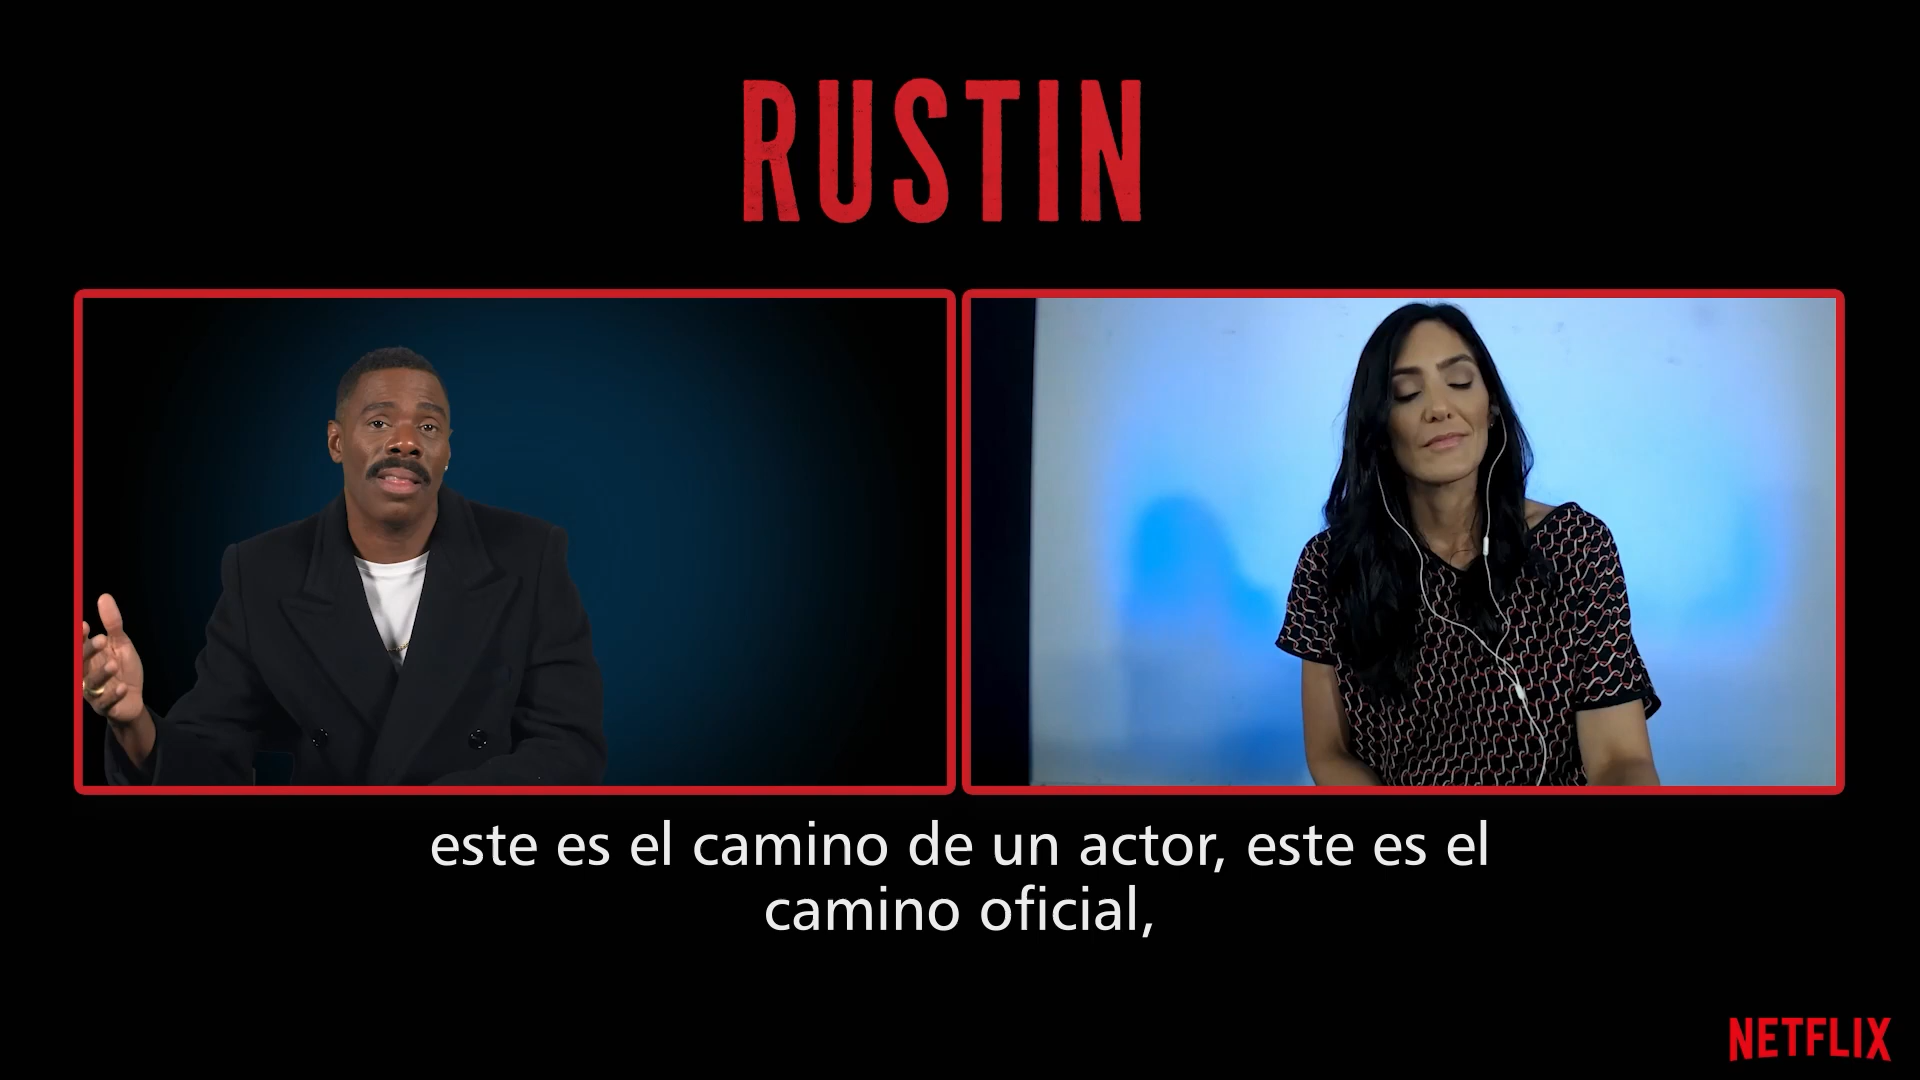 RUSTIN
este es el camino de un actor, este es el
camino oficial,
NETFLIX